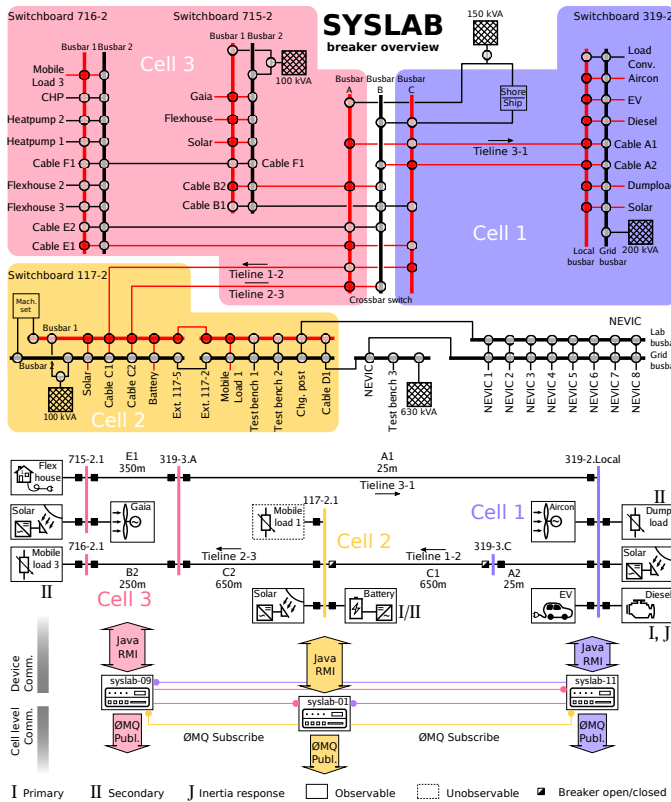 Switchboard 716-2
Switchboard 715-2
SYSLAB
breaker overview
150 kVA
Switchboard 319-2
Busbar 1
Busbar 2
Busbar 1
Busbar 2
Cell 3
100 kVA
Mobile
Load 3
CHP
Heatpump 2
Heatpump 1
Cable F1
Flexhouse 2
Flexhouse 3
Cable E2
Cable E1
Gaia
Flexhouse
Solar
Cable F1
Cable B2
Cable B1
Busbar
A
Busbar
B
Busbar
C
Shore
Ship
Tieline 3-1
Load
Conv.
Aircon
EV
Diesel
Cable A1
Cable A2
Dumpload
Solar
Cell 1
200 kVA
Local
busbar
Grid
busbar
Tieline 1-2
Tieline 2-3
Crossbar switch
Switchboard 117-2
Mach.
set
Busbar 1
Busbar 2
100 kVA
Solar
Cable C1
Cable C2
Battery
Ext. 117-5
Ext. 117-2
Mobile
Load 1
Test bench 1
Test bench 2
Chg. post
Cable D1
Cell 2
NEVIC
Test bench 3
630 kVA
NEVIC
Lab
busbar
Grid
busbar
NEVIC 1
NEVIC 2
NEVIC 3
NEVIC 4
NEVIC 5
NEVIC 6
NEVIC 7
NEVIC 8
Flex
house
715-2.1
E1
350m
319-3.A
A1
25m
Tieline 3-1
319-2.Local
Solar
Gaia
Mobile
load 1
117-2.1
Cell 1
Aircon
II
Dump
load
Mobile
load 3
716-2.1
Tieline 2-3
Cell 2
Tieline 1-2
319-3.C
Solar
II
B2
250m
C2
650m
C1
650m
A2
25m
Cell 3
Solar
Battery
I/II
EV
Diesel
I, J
Device
Comm.
Java
RMI
Java
RMI
Java
RMI
syslab-09
syslab-01
syslab-11
Cell level
Comm.
ØMQ
Publ.
ØMQ Subscribe
ØMQ
Publ.
ØMQ Subscribe
ØMQ
Publ.
I Primary
II Secondary
J Inertia response
Observable
Unobservable
Breaker open/closed